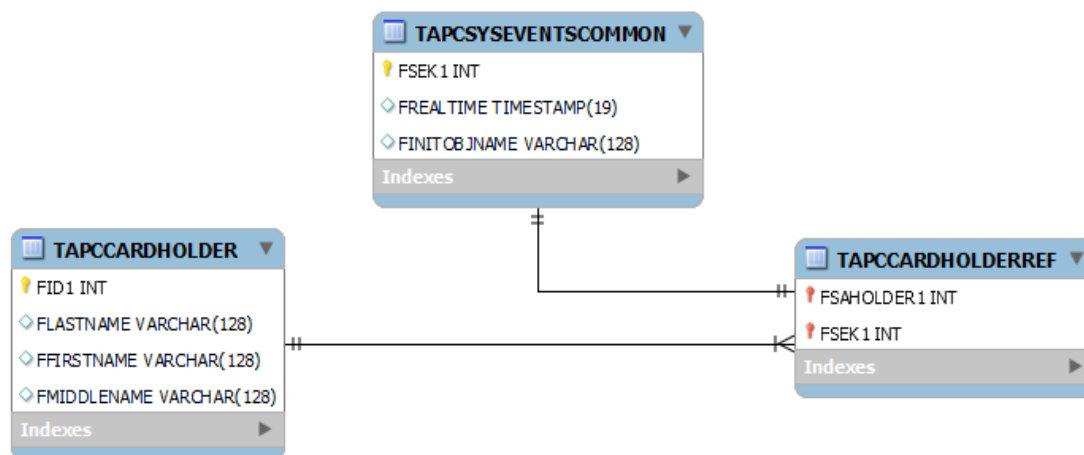 TAPCSYSEVENTSCOMMON
FSEK1 INT
FREALTIME TIMESTAMP(19)
FINITOBJNAME VARCHAR(128)
Indexes
TAPCCARDHOLDER
FID1 INT
FLASTNAME VARCHAR(128)
FFIRSTNAME VARCHAR(128)
FMIDDLENAME VARCHAR(128)
Indexes
TAPCCARDHOLDERREF
FSAHOLDER1 INT
FSEK1 INT
Indexes